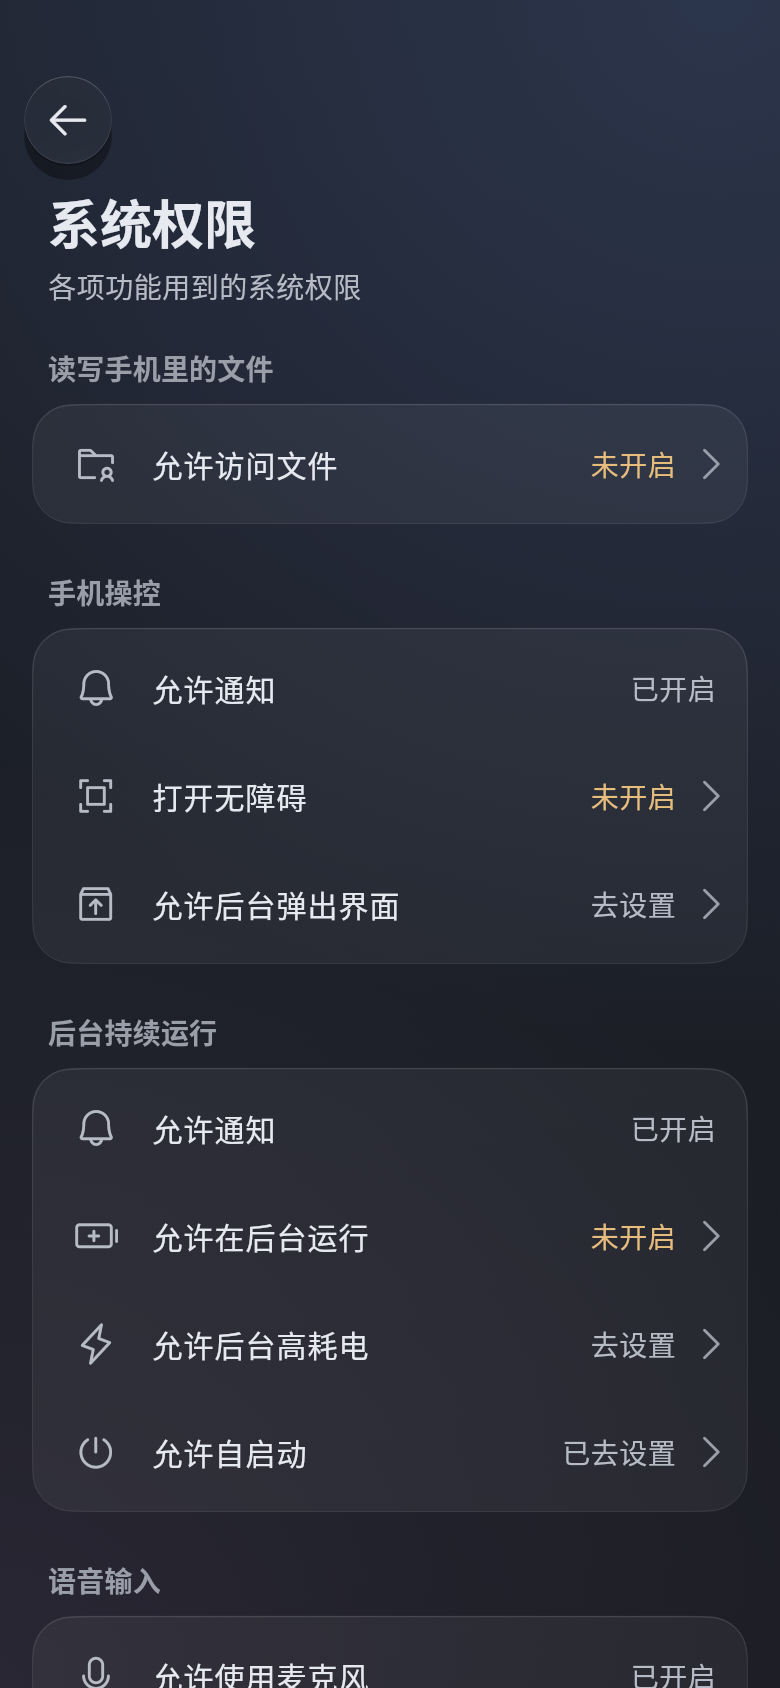 系统权限
各项功能用到的系统权限
读写手机里的文件
允许访问文件 未开启
手机操控
允许通知 已开启
打开无障碍 未开启
允许后台弹出界面 去设置
后台持续运行
允许通知 已开启
允许在后台运行 未开启
允许后台高耗电 去设置
允许自启动 已去设置
语音输入
允许使用麦克风 已开启